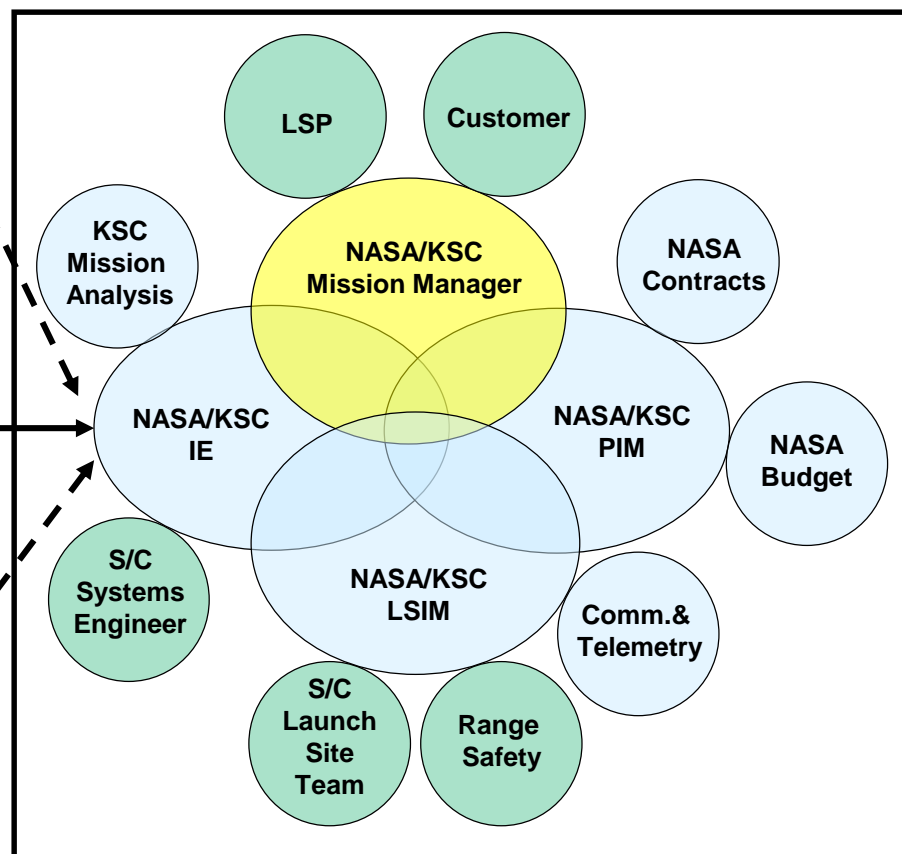 LSP
Customer
KSC
Mission
Analysis
NASA/KSC
Mission Manager
NASA
Contracts
NASA/KSC
IE
NASA/KSC
PIM
NASA
Budget
S/C
Systems
Engineer
NASA/KSC
LSIM
Comm.&
Telemetry
S/C
Launch
Site
Team
Range
Safety